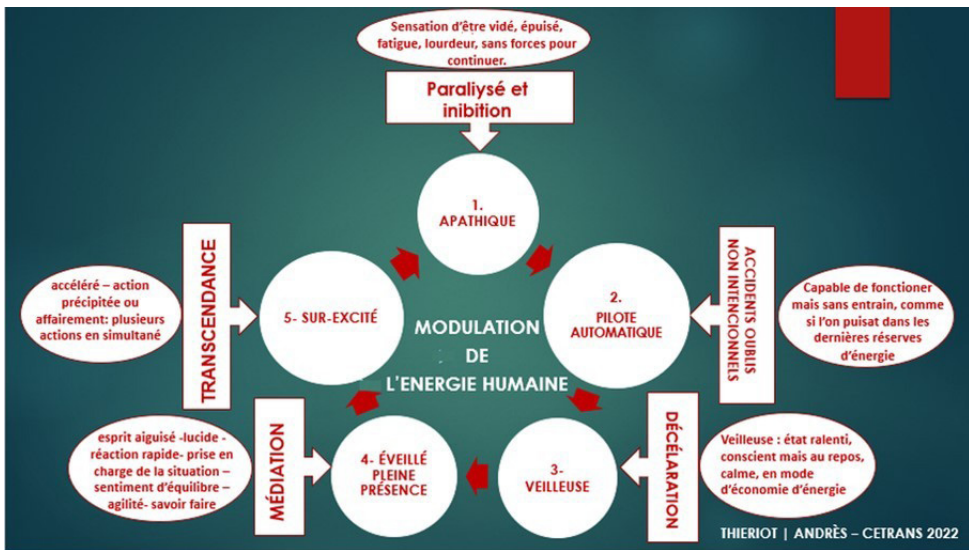 Sensation d'être vidé, épuisé,
fatigue, lourdeur, sans forces pour
continuer.
Paralysé et
inibition
1.
APATHIQUE
ACCIDENTS OUBLIS
NON INTENCIONNELS
Capable de fonctioner
mais sans entrain, comme
si l'on puisat dans les
dernières réserves
d'énergie
2.
PILOTE
AUTOMATIQUE
DÉCÉLARATION
Veilleuse : état ralenti,
conscient mais au repos,
calme, en mode
d'économie d'énergie
3-
VEILLEUSE
4- ÉVEILLÉ
PLEINE
PRÉSENCE
MÉDIATION
esprit aiguisé -lucide -
réaction rapide- prise en
charge de la situation –
sentiment d'équilibre –
agilité- savoir faire
5- SUR-EXCITÉ
TRANSCENDANCE
accéléré – action
précipitée ou
affairement: plusieurs
actions en simultané
MODULATION
DE
L'ENERGIE HUMAINE
THIERIOT | ANDRÈS – CETRANS 2022